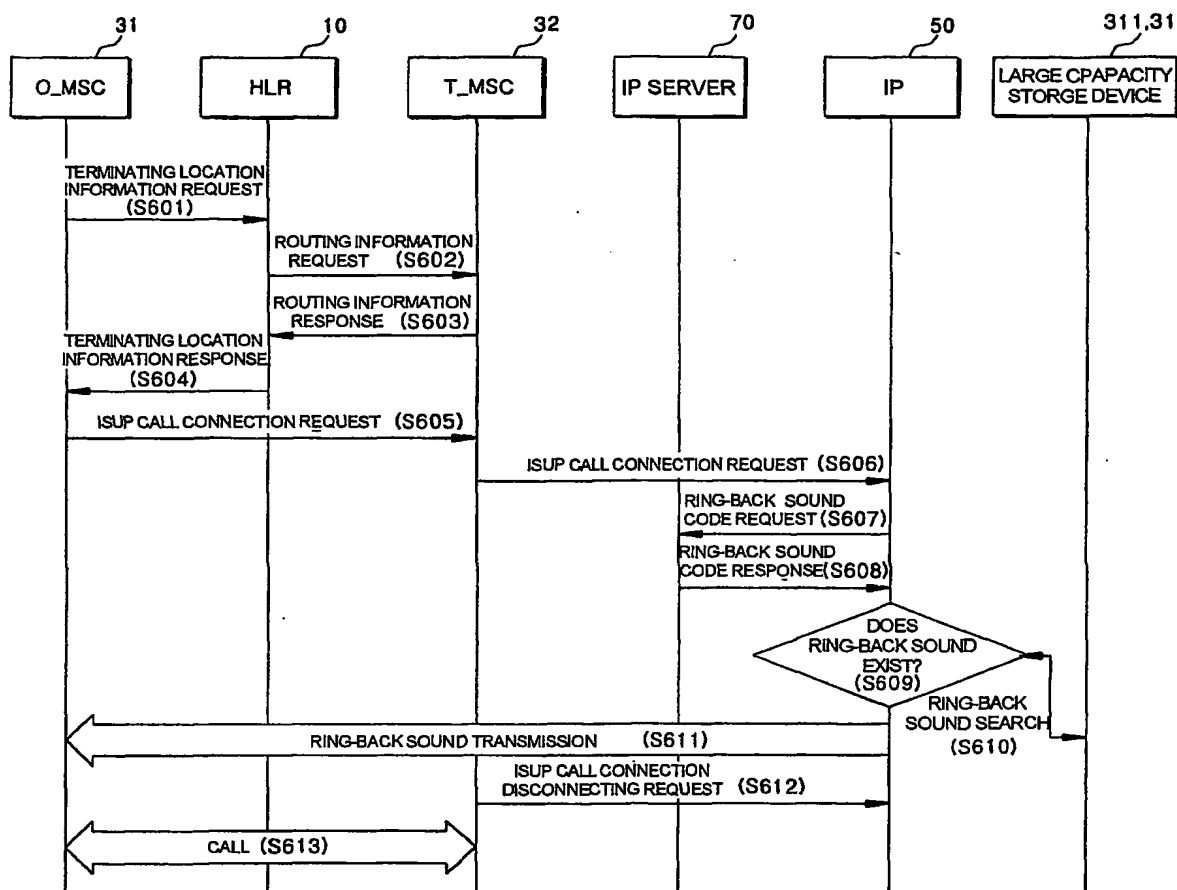 31
10
32
70
50
311,31
O_MSC
HLR
T_MSC
IP SERVER
IP
LARGE CPAPACITY
STORGE DEVICE
TERMINATING LOCATION
INFORMATION REQUEST
(S601)
ROUTING INFORMATION
REQUEST (S602)
ROUTING INFORMATION
RESPONSE (S603)
TERMINATING LOCATION
INFORMATION RESPONSE
(S604)
ISUP CALL CONNECTION REQUEST (S605)
ISUP CALL CONNECTION REQUEST (S606)
RING-BACK SOUND
CODE REQUEST(S607)
RING-BACK SOUND
CODE RESPONSE(S608)
DOES
RING-BACK SOUND
EXIST?
(S609)
RING-BACK
SOUND SEARCH
(S610)
RING-BACK SOUND TRANSMISSION (S611)
ISUP CALL CONNECTION
DISCONNECTING REQUEST (S612)
CALL (S613)